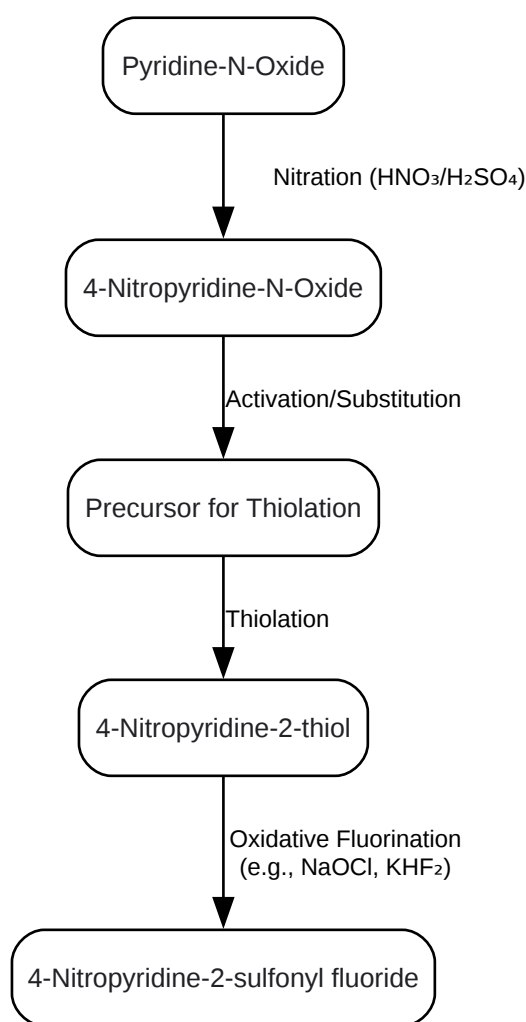 Pyridine-N-Oxide
Nitration (HNO₃/H₂SO₄)
4-Nitropyridine-N-Oxide
Activation/Substitution
Precursor for Thiolation
Thiolation
4-Nitropyridine-2-thiol
Oxidative Fluorination
(e.g., NaOCl, KHF₂)
4-Nitropyridine-2-sulfonyl fluoride